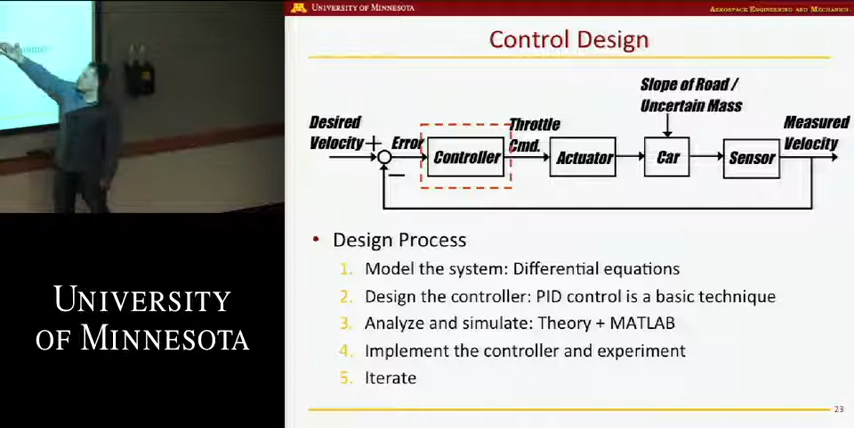 UNIVERSITY OF MINNESOTA
AEROSPACE ENGINEERING AND MECHANICS
Control Design
Slope of Road /
Uncertain Mass
Desired
Velocity
+
Error
Controller
Throttle
Cmd.
Actuator
Car
Sensor
Measured
Velocity
−
• Design Process
1. Model the system: Differential equations
2. Design the controller: PID control is a basic technique
3. Analyze and simulate: Theory + MATLAB
4. Implement the controller and experiment
5. Iterate
23
UNIVERSITY
OF MINNESOTA